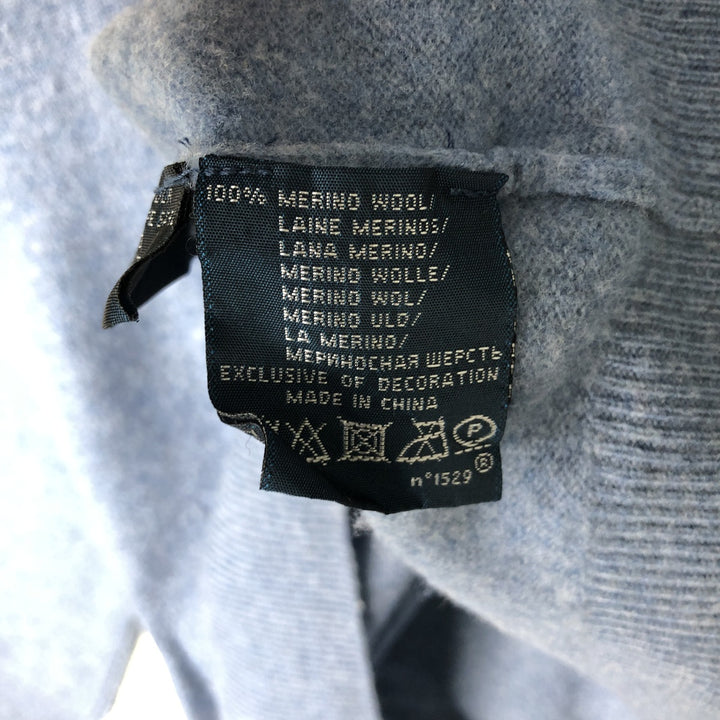 100% MERINO WOOL/
LAINE MERINOS/
LANA MERINO/
MERINO WOLLE/
MERINO WOL/
MERINO ULD/
LA MERINO/
МЕРИНОСНАЯ ШЕРСТЬ
EXCLUSIVE OF DECORATION
MADE IN CHINA
P
n°1529 ®